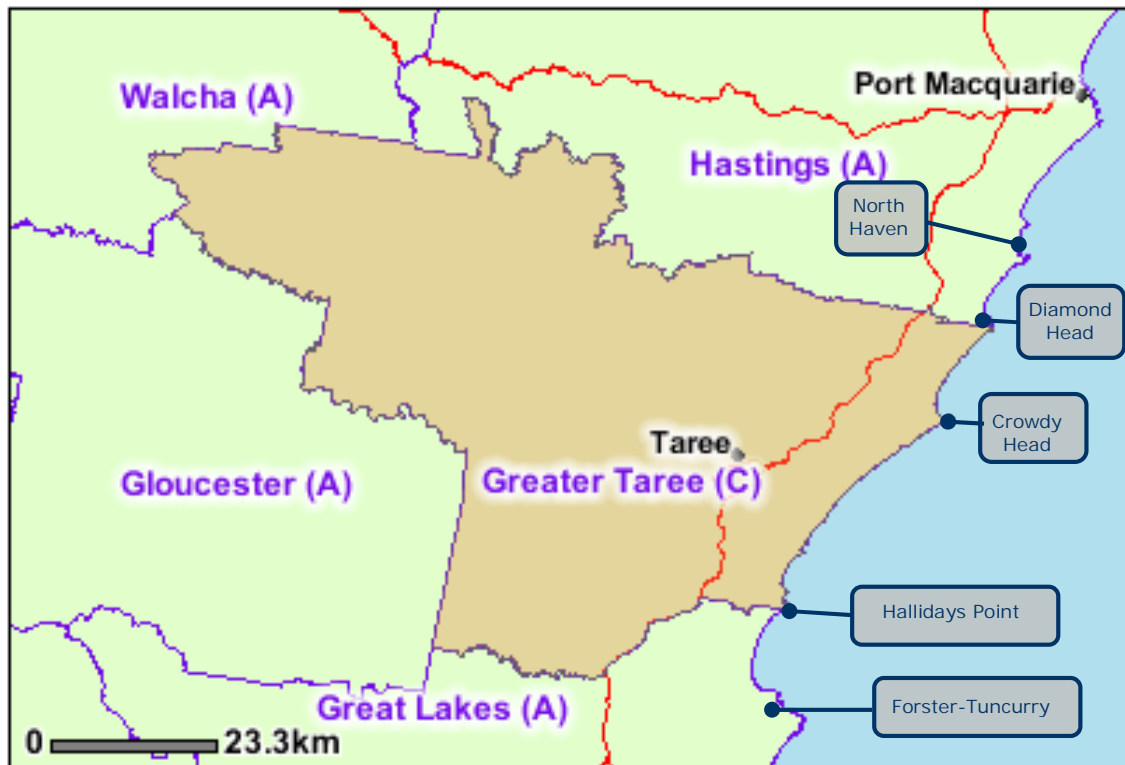 Port Macquarie
Walcha (A)
Hastings (A)
North
Haven
Diamond
Head
Crowdy
Head
Taree
Gloucester (A)
Greater Taree (C)
Hallidays Point
Great Lakes (A)
Forster-Tuncurry
0 23.3km